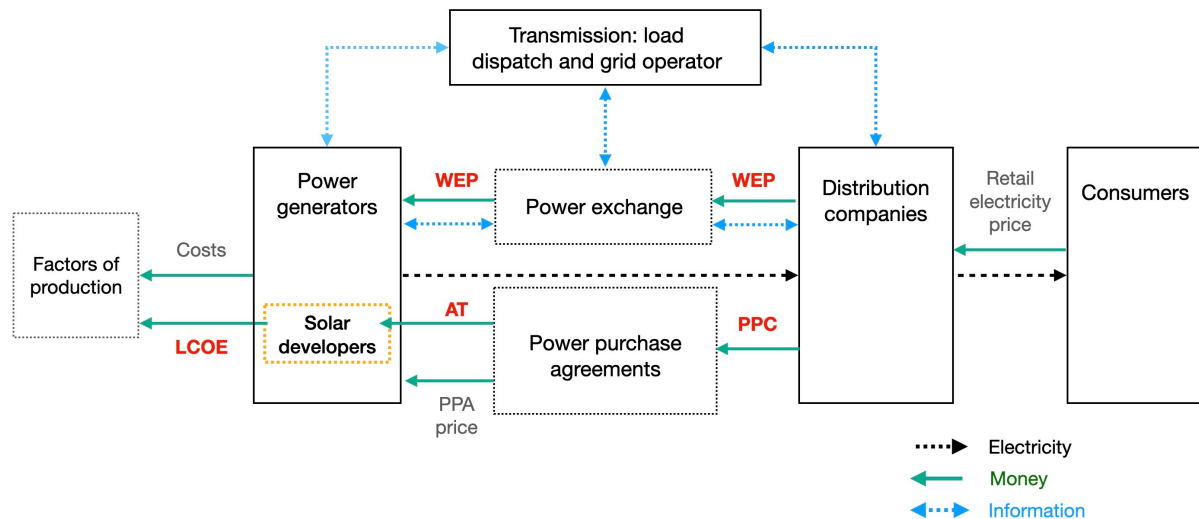 Transmission: load
dispatch and grid operator
Power
generators
WEP
Power exchange
WEP
Distribution
companies
Retail
electricity
price
Consumers
Factors of
production
Costs
LCOE
Solar
developers
AT
Power purchase
agreements
PPC
PPA
price
Electricity
Money
Information